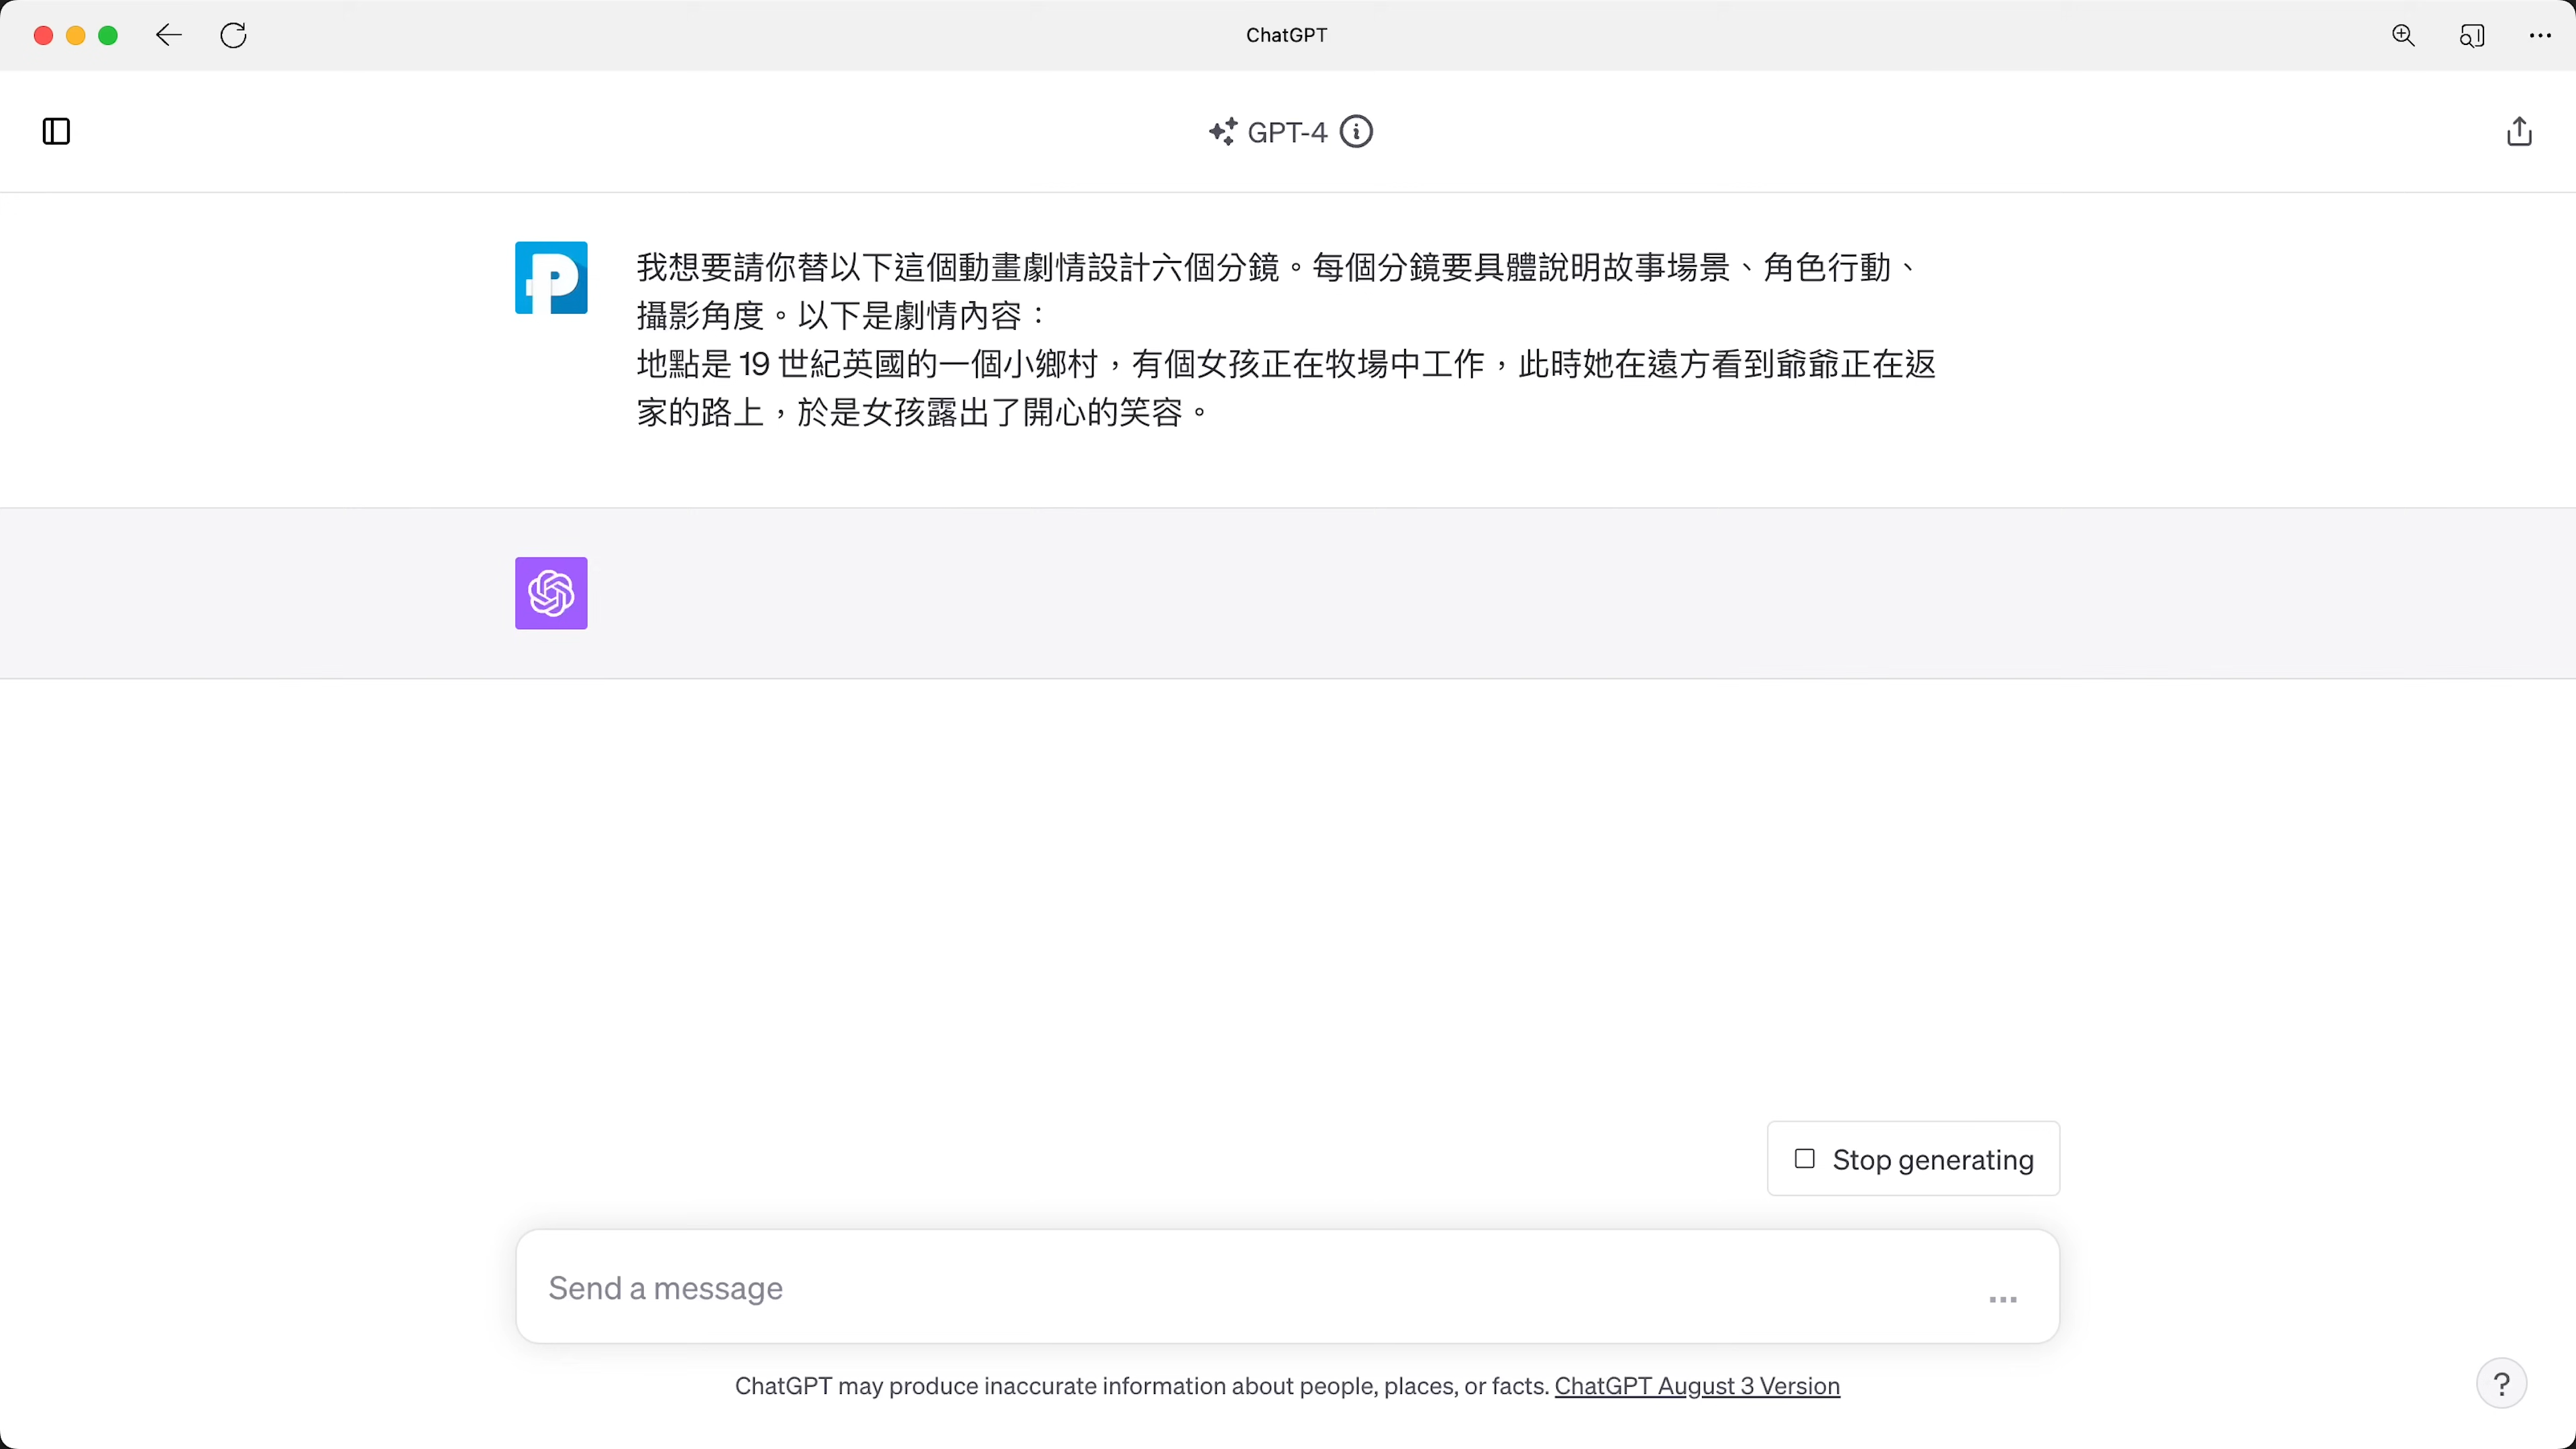 ChatGPT
GPT-4
我想要請你替以下這個動畫劇情設計六個分鏡。每個分鏡要具體說明故事場景、角色行動、
攝影角度。以下是劇情內容：
地點是 19 世紀英國的一個小鄉村，有個女孩正在牧場中工作，此時她在遠方看到爺爺正在返
家的路上，於是女孩露出了開心的笑容。
Stop generating
Send a message
ChatGPT may produce inaccurate information about people, places, or facts. ChatGPT August 3 Version
?